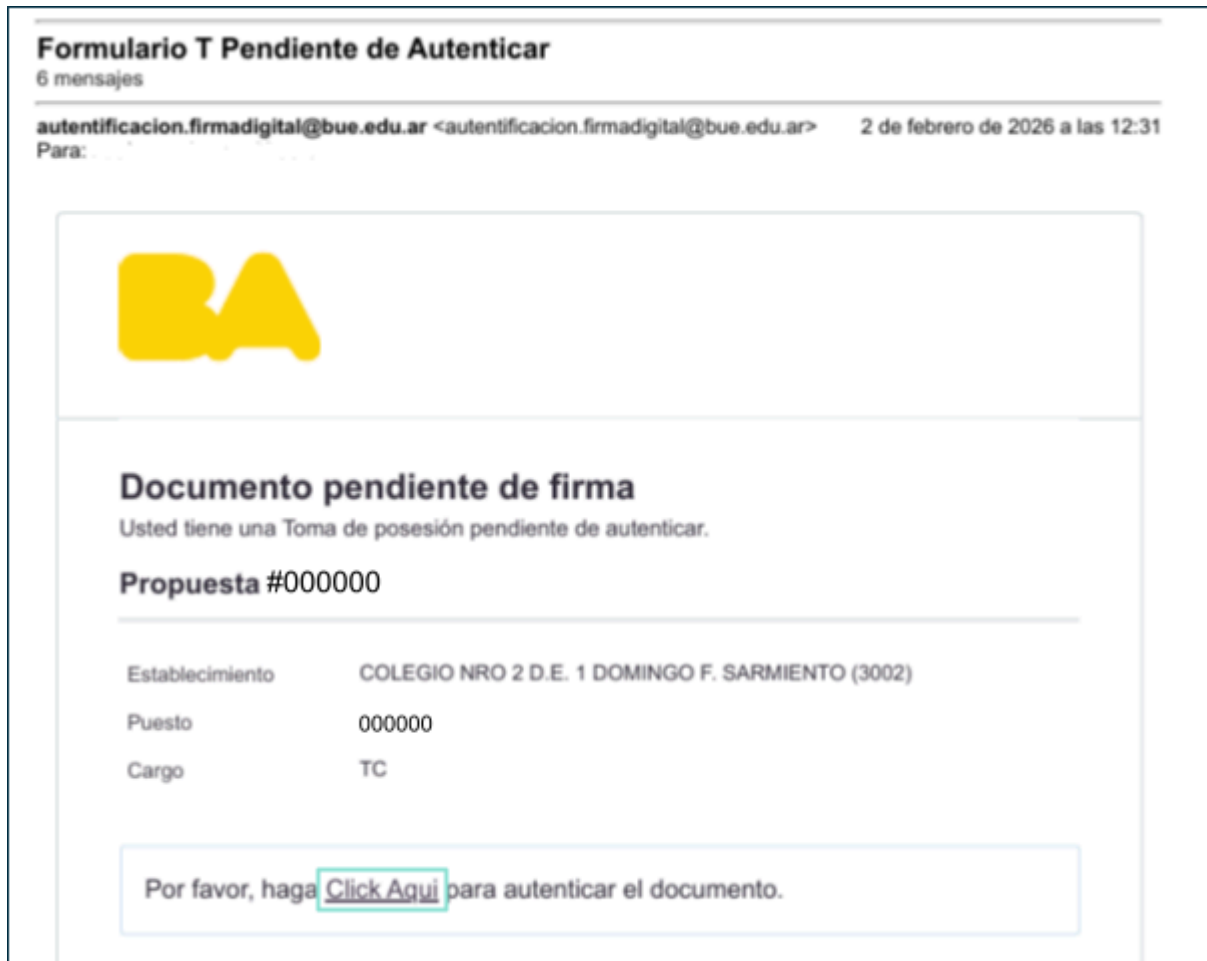 Formulario T Pendiente de Autenticar
6 mensajes
autentificacion.firmadigital@bue.edu.ar <autentificacion.firmadigital@bue.edu.ar> 2 de febrero de 2026 a las 12:31
Para:
BA
Documento pendiente de firma
Usted tiene una Toma de posesión pendiente de autenticar.
Propuesta #000000
Establecimiento COLEGIO NRO 2 D.E. 1 DOMINGO F. SARMIENTO (3002)
Puesto 000000
Cargo TC
Por favor, haga Click Aqui para autenticar el documento.